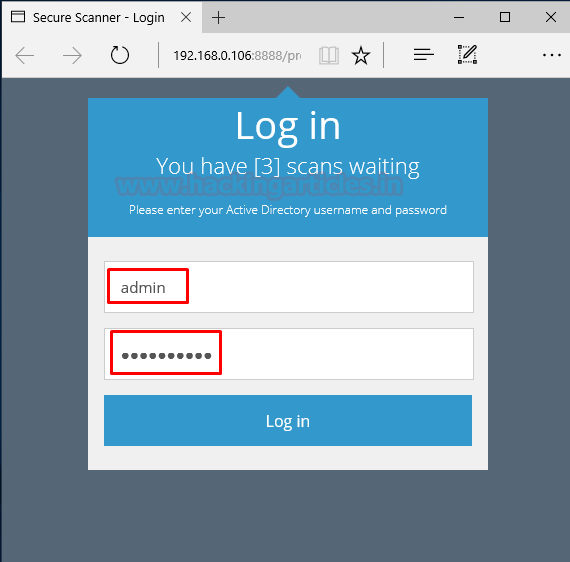 Secure Scanner - Login
192.168.0.106:8888/pr
Log in
You have [3] scans waiting
www.hackingarticles.in
Please enter your Active Directory username and password
admin
••••••••••
Log in